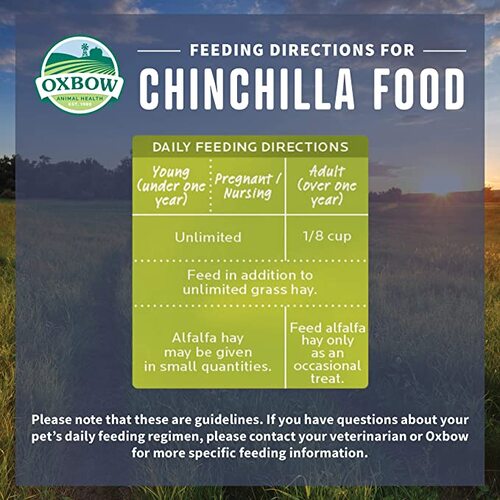 OXBOW
ANIMAL HEALTH
EST. 1980
FEEDING DIRECTIONS FOR
CHINCHILLA FOOD
DAILY FEEDING DIRECTIONS
Young
(under one
year)
Pregnant /
Nursing
Adult
(over one
year)
Unlimited
1/8 cup
Feed in addition to
unlimited grass hay.
Alfalfa hay
may be given
in small quantities.
Feed alfalfa
hay only
as an
occasional
treat.
Please note that these are guidelines. If you have questions about your
pet's daily feeding regimen, please contact your veterinarian or Oxbow
for more specific feeding information.